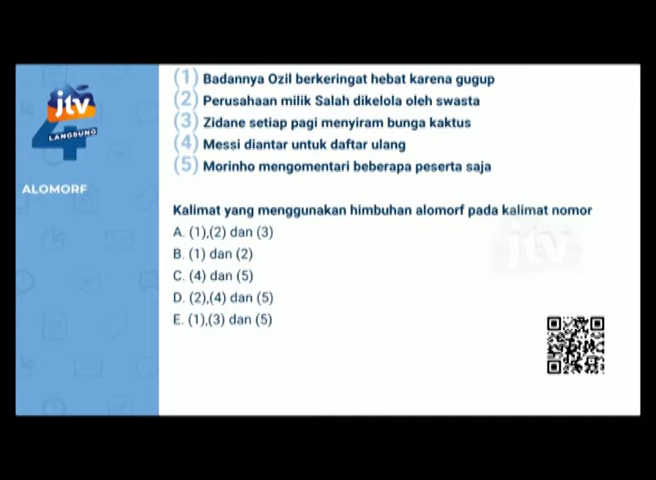 jtv
4
LANGSUNG
ALOMORF
(1) Badannya Ozil berkeringat hebat karena gugup
(2) Perusahaan milik Salah dikelola oleh swasta
(3) Zidane setiap pagi menyiram bunga kaktus
(4) Messi diantar untuk daftar ulang
(5) Morinho mengomentari beberapa peserta saja
Kalimat yang menggunakan himbuhan alomorf pada kalimat nomor
A. (1),(2) dan (3)
B. (1) dan (2)
C. (4) dan (5)
D. (2),(4) dan (5)
E. (1),(3) dan (5)
jtv